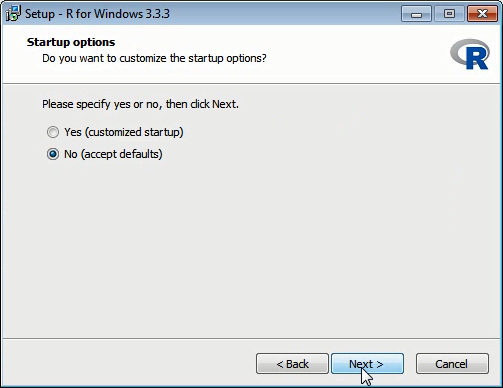 Setup - R for Windows 3.3.3
Startup options
Do you want to customize the startup options?
R
Please specify yes or no, then click Next.
Yes (customized startup)
No (accept defaults)
< Back Next > Cancel